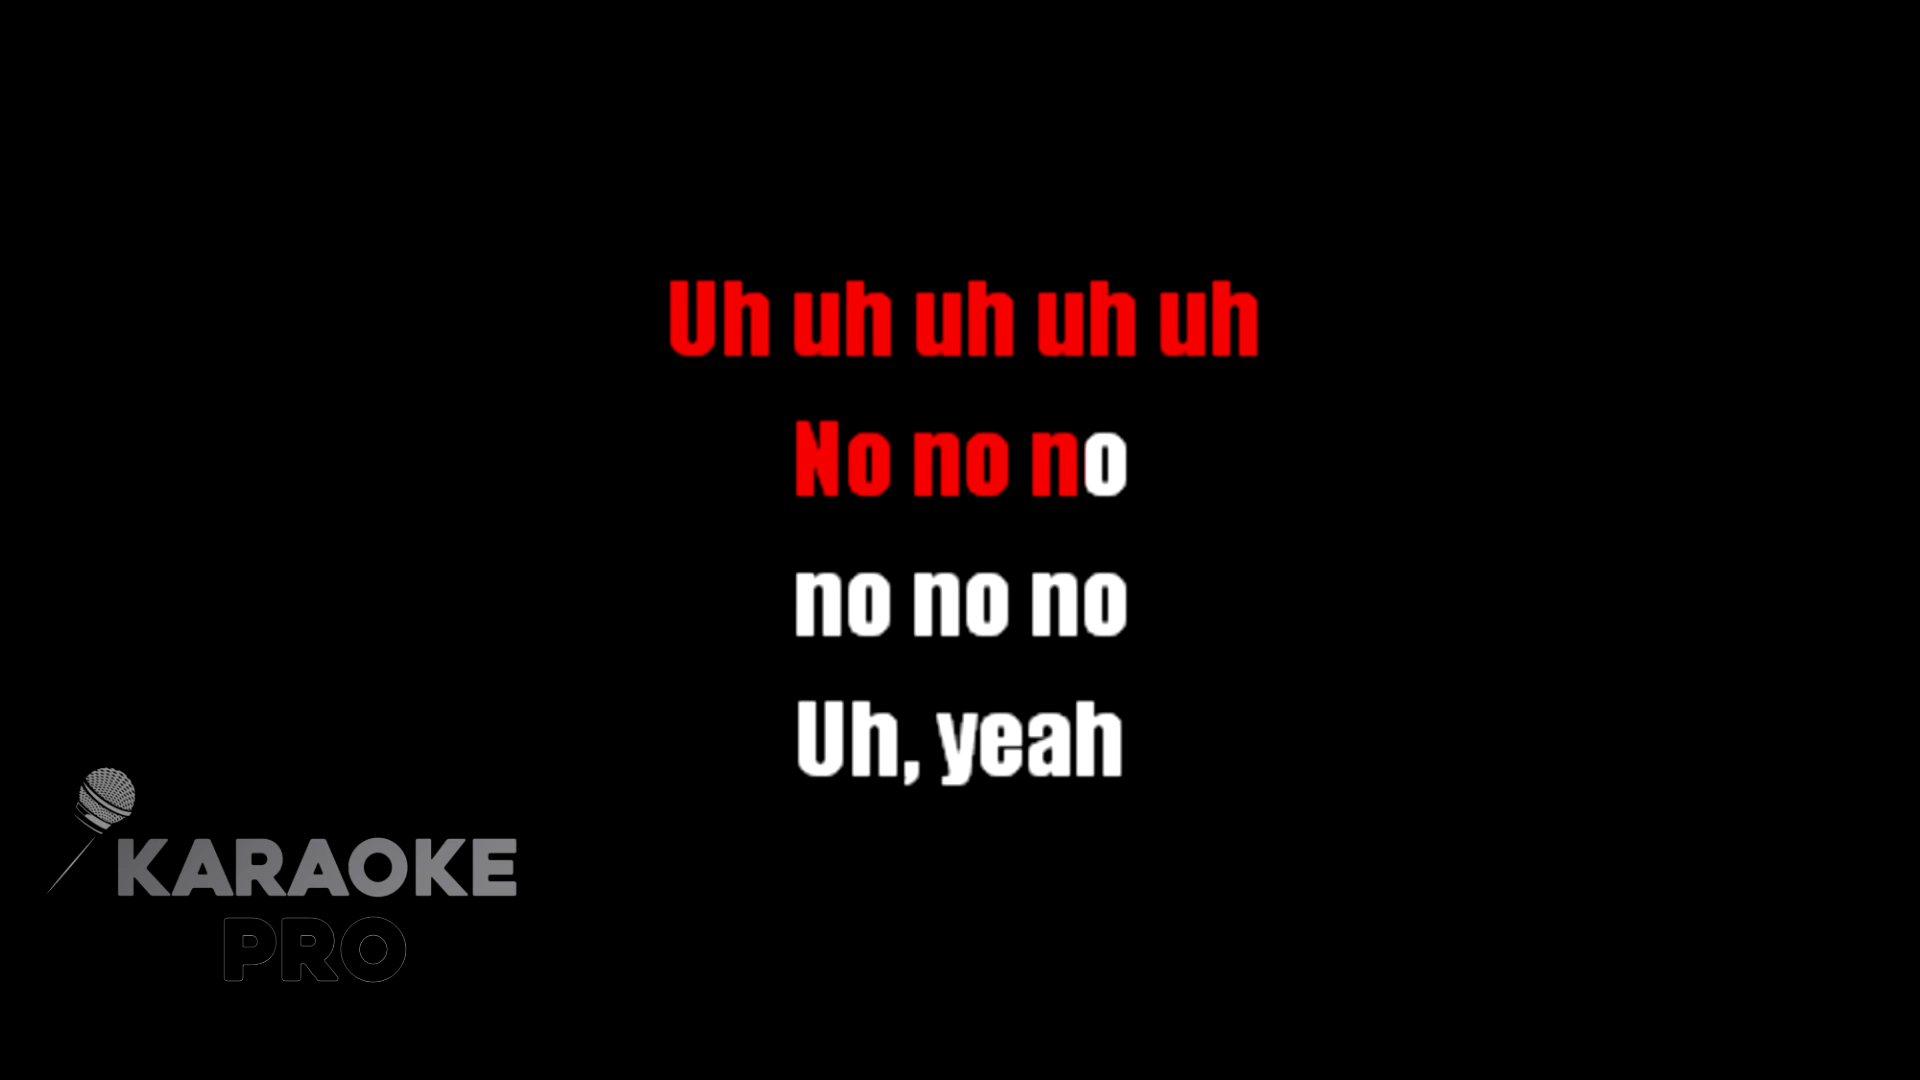 Uh uh uh uh uh
No no no
no no no
Uh, yeah
KARAOKE
PRO